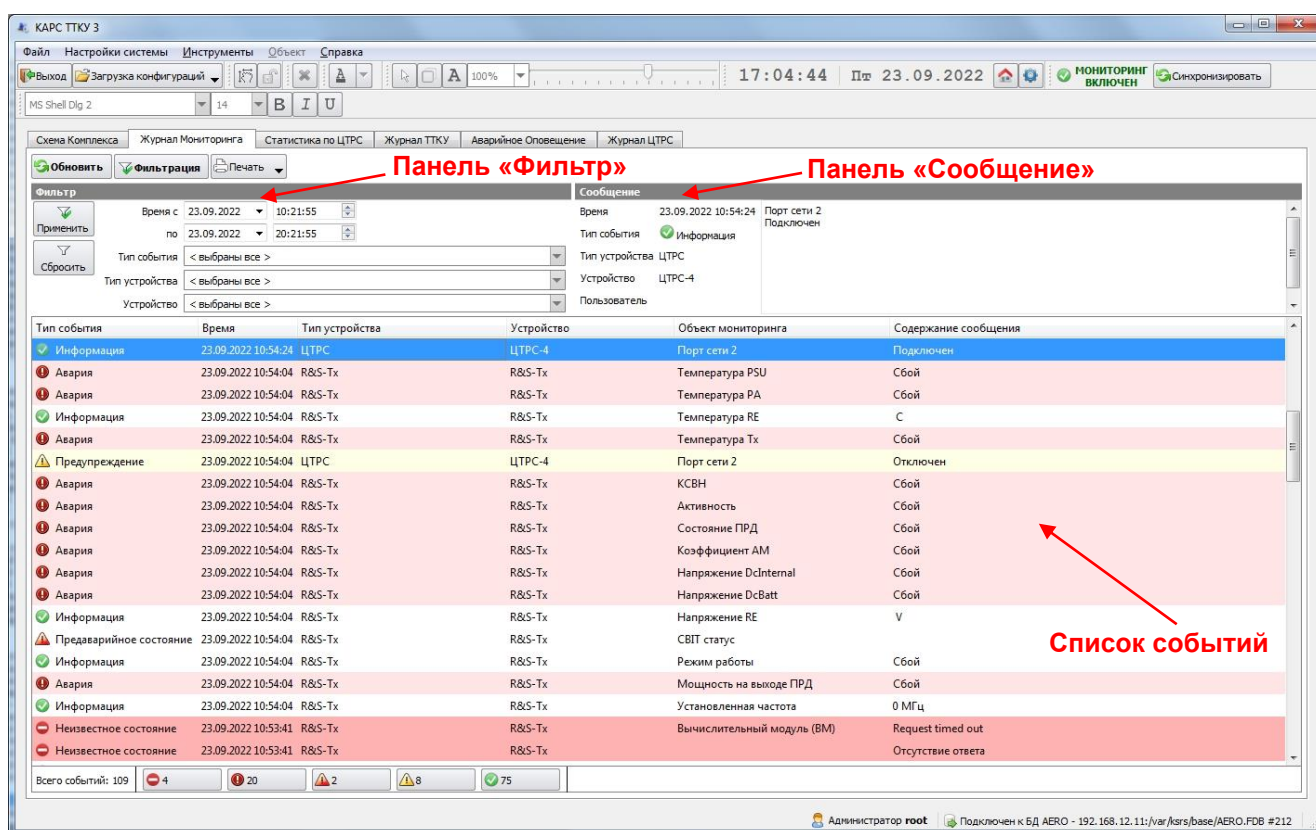 КАРС ТТКУ 3
Файл Настройки системы Инструменты Объект Справка
Выход Загрузка конфигураций A A 100% 17:04:44 Пт 23.09.2022 МОНИТОРИНГ ВКЛЮЧЕН Синхронизировать
MS Shell Dlg 2 14 B I U
Схема Комплекса Журнал Мониторинга Статистика по ЦТРС Журнал ТТКУ Аварийное Оповещение Журнал ЦТРС
Обновить Фильтрация Печать Панель «Фильтр» Панель «Сообщение»
Фильтр Сообщение
Применить Время с 23.09.2022 10:21:55 Время 23.09.2022 10:54:24 Порт сети 2
Подключен
по 23.09.2022 20:21:55 Тип события Информация
Сбросить Тип события < выбраны все > Тип устройства ЦТРС
Тип устройства < выбраны все > Устройство ЦТРС-4
Устройство < выбраны все > Пользователь
Тип события Время Тип устройства Устройство Объект мониторинга Содержание сообщения
Информация 23.09.2022 10:54:24 ЦТРС ЦТРС-4 Порт сети 2 Подключен
Авария 23.09.2022 10:54:04 R&S-Tx R&S-Tx Температура PSU Сбой
Авария 23.09.2022 10:54:04 R&S-Tx R&S-Tx Температура PA Сбой
Информация 23.09.2022 10:54:04 R&S-Tx R&S-Tx Температура RE C
Авария 23.09.2022 10:54:04 R&S-Tx R&S-Tx Температура Tx Сбой
Предупреждение 23.09.2022 10:54:04 ЦТРС ЦТРС-4 Порт сети 2 Отключен
Авария 23.09.2022 10:54:04 R&S-Tx R&S-Tx КСВН Сбой
Авария 23.09.2022 10:54:04 R&S-Tx R&S-Tx Активность Сбой
Авария 23.09.2022 10:54:04 R&S-Tx R&S-Tx Состояние ПРД Сбой
Авария 23.09.2022 10:54:04 R&S-Tx R&S-Tx Коэффициент АМ Сбой
Авария 23.09.2022 10:54:04 R&S-Tx R&S-Tx Напряжение DcInternal Сбой
Авария 23.09.2022 10:54:04 R&S-Tx R&S-Tx Напряжение DcBatt Сбой
Информация 23.09.2022 10:54:04 R&S-Tx R&S-Tx Напряжение RE V
Предаварийное состояние 23.09.2022 10:54:04 R&S-Tx R&S-Tx CBIT статус
Список событий
Информация 23.09.2022 10:54:04 R&S-Tx R&S-Tx Режим работы Сбой
Авария 23.09.2022 10:54:04 R&S-Tx R&S-Tx Мощность на выходе ПРД Сбой
Информация 23.09.2022 10:54:04 R&S-Tx R&S-Tx Установленная частота 0 МГц
Неизвестное состояние 23.09.2022 10:53:41 R&S-Tx R&S-Tx Вычислительный модуль (ВМ) Request timed out
Неизвестное состояние 23.09.2022 10:53:41 R&S-Tx R&S-Tx Отсутствие ответа
Всего событий: 109 4 20 2 8 75
Администратор root Подключен к БД AERO - 192.168.12.11:/var/ksrs/base/AERO.FDB #212